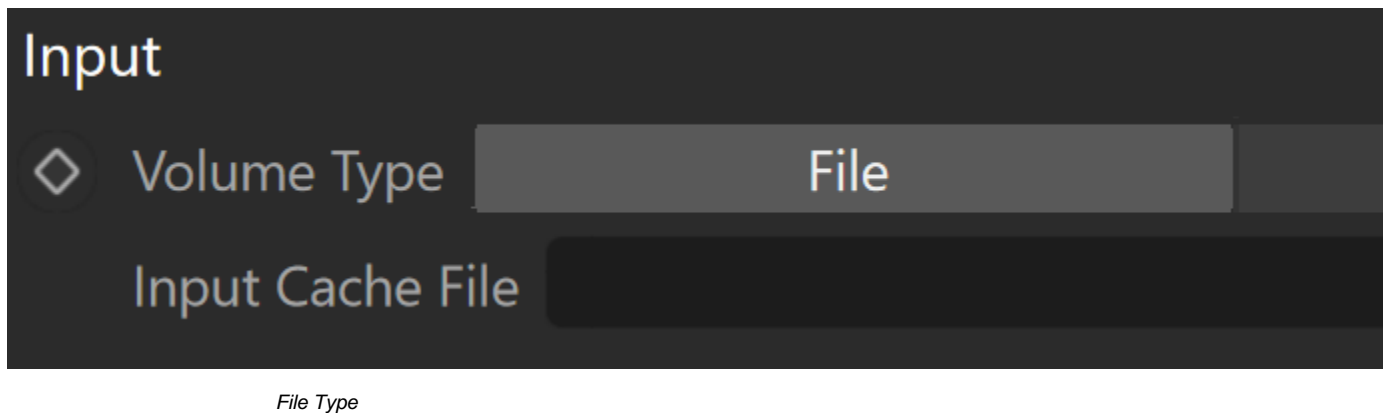 Input
Volume Type File
Input Cache File
File Type